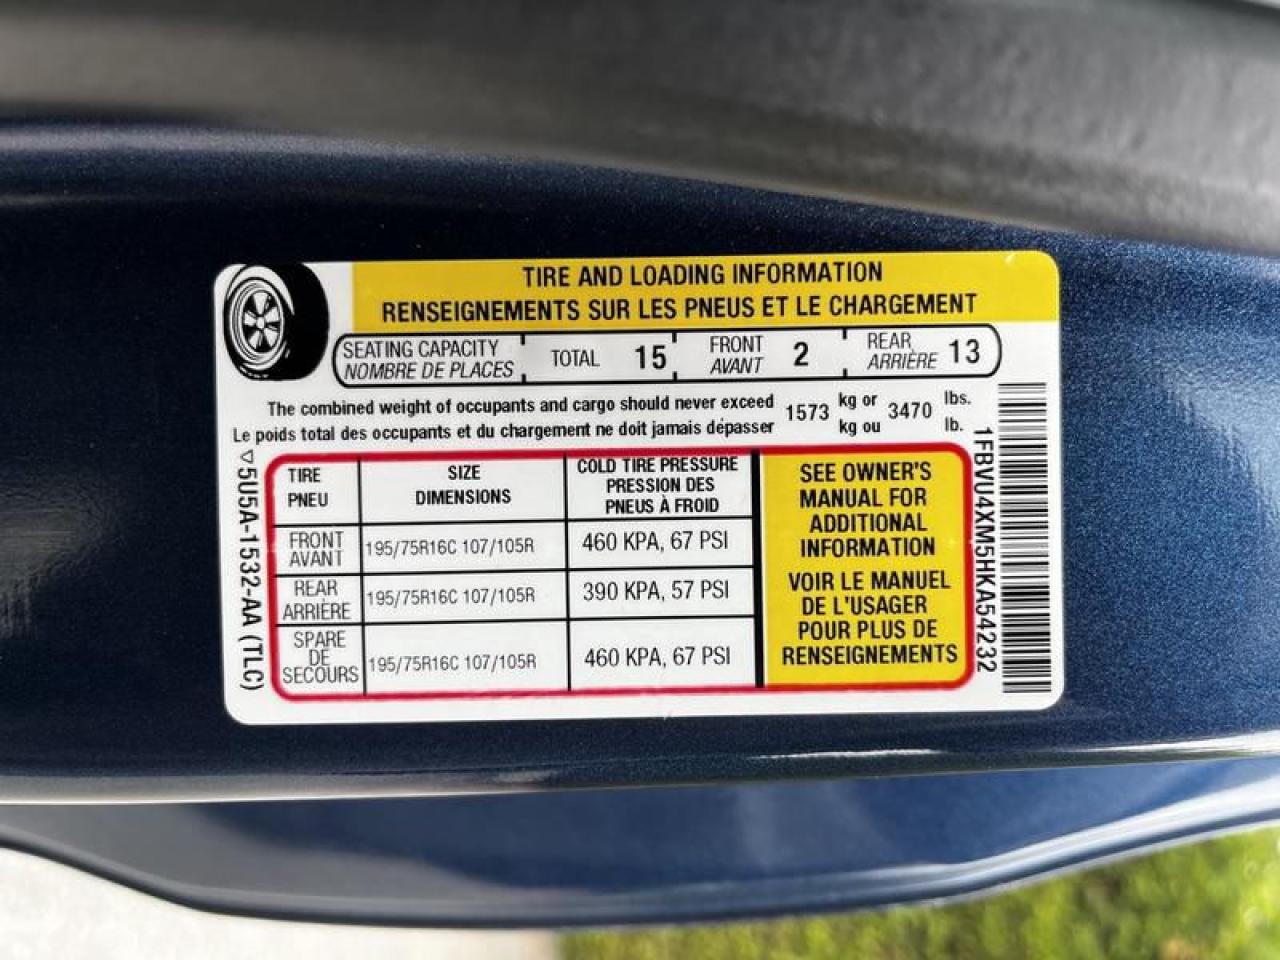 TIRE AND LOADING INFORMATION
RENSEIGNEMENTS SUR LES PNEUS ET LE CHARGEMENT
SEATING CAPACITY
NOMBRE DE PLACES
TOTAL 15
FRONT
AVANT
2
REAR
ARRIÈRE
13
The combined weight of occupants and cargo should never exceed
Le poids total des occupants et du chargement ne doit jamais dépasser
1573
kg or
kg ou
3470
lbs.
lb.
5U5A-1532-AA (TLC)
TIRE
PNEU
SIZE
DIMENSIONS
COLD TIRE PRESSURE
PRESSION DES
PNEUS À FROID
FRONT
AVANT
195/75R16C 107/105R
460 KPA, 67 PSI
REAR
ARRIÈRE
195/75R16C 107/105R
390 KPA, 57 PSI
SPARE
DE
SECOURS
195/75R16C 107/105R
460 KPA, 67 PSI
SEE OWNER'S
MANUAL FOR
ADDITIONAL
INFORMATION
VOIR LE MANUEL
DE L'USAGER
POUR PLUS DE
RENSEIGNEMENTS
1FBVU4XM5HKA54232